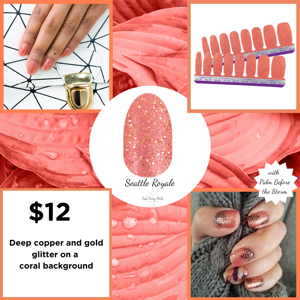 Seattle Royale
with
Palm Before
the Storm
$12
Deep copper and gold
glitter on a
coral background